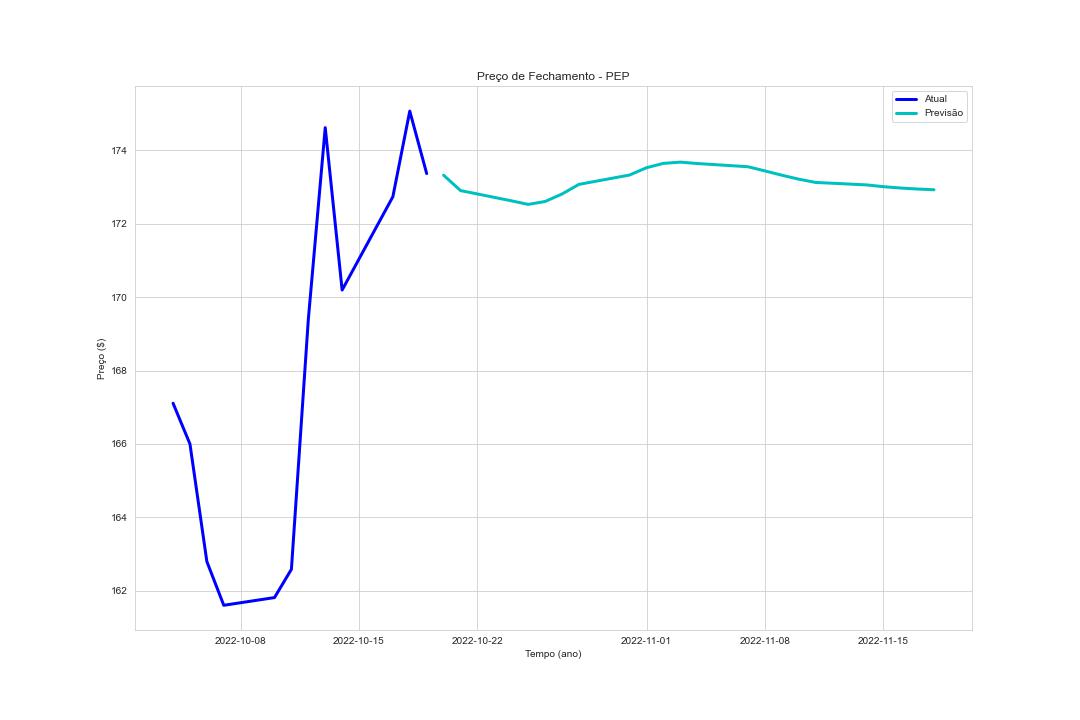 Preço de Fechamento - PEP
Atual
Previsão
174
172
170
168
166
164
162
Preço ($)
2022-10-08 2022-10-15 2022-10-22 2022-11-01 2022-11-08 2022-11-15
Tempo (ano)